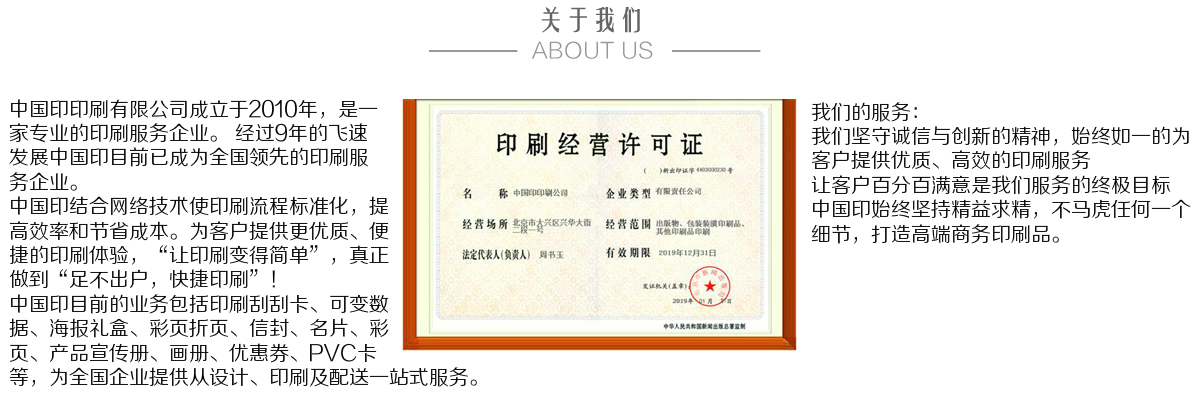 关于我们
ABOUT US
中国印印刷有限公司成立于2010年，是一
家专业的印刷服务企业。 经过9年的飞速
发展中国印目前已成为全国领先的印刷服
务企业。
中国印结合网络技术使印刷流程标准化，提
高效率和节省成本。为客户提供更优质、便
捷的印刷体验，“让印刷变得简单”，真正
做到“足不出户，快捷印刷”！
中国印目前的业务包括印刷刮刮卡、可变数
据、海报礼盒、彩页折页、信封、名片、彩
页、产品宣传册、画册、优惠券、PVC卡
等，为全国企业提供从设计、印刷及配送一站式服务。
印刷经营许可证
( )新出印证字 4403000330 号
名 称 中国印印刷公司
企业类型 有限责任公司
经营场所 北京市大兴区兴华大街
二段一号
经营范围 出版物、包装装潢印刷品、
其他印刷品印刷
法定代表人(负责人) 周书玉
有效期限 2019年12月31日
发证机关(盖章)
2019年 01月 日
中华人民共和国新闻出版总署监制
我们的服务：
我们坚守诚信与创新的精神，始终如一的为
客户提供优质、高效的印刷服务
让客户百分百满意是我们服务的终极目标
中国印始终坚持精益求精，不马虎任何一个
细节，打造高端商务印刷品。